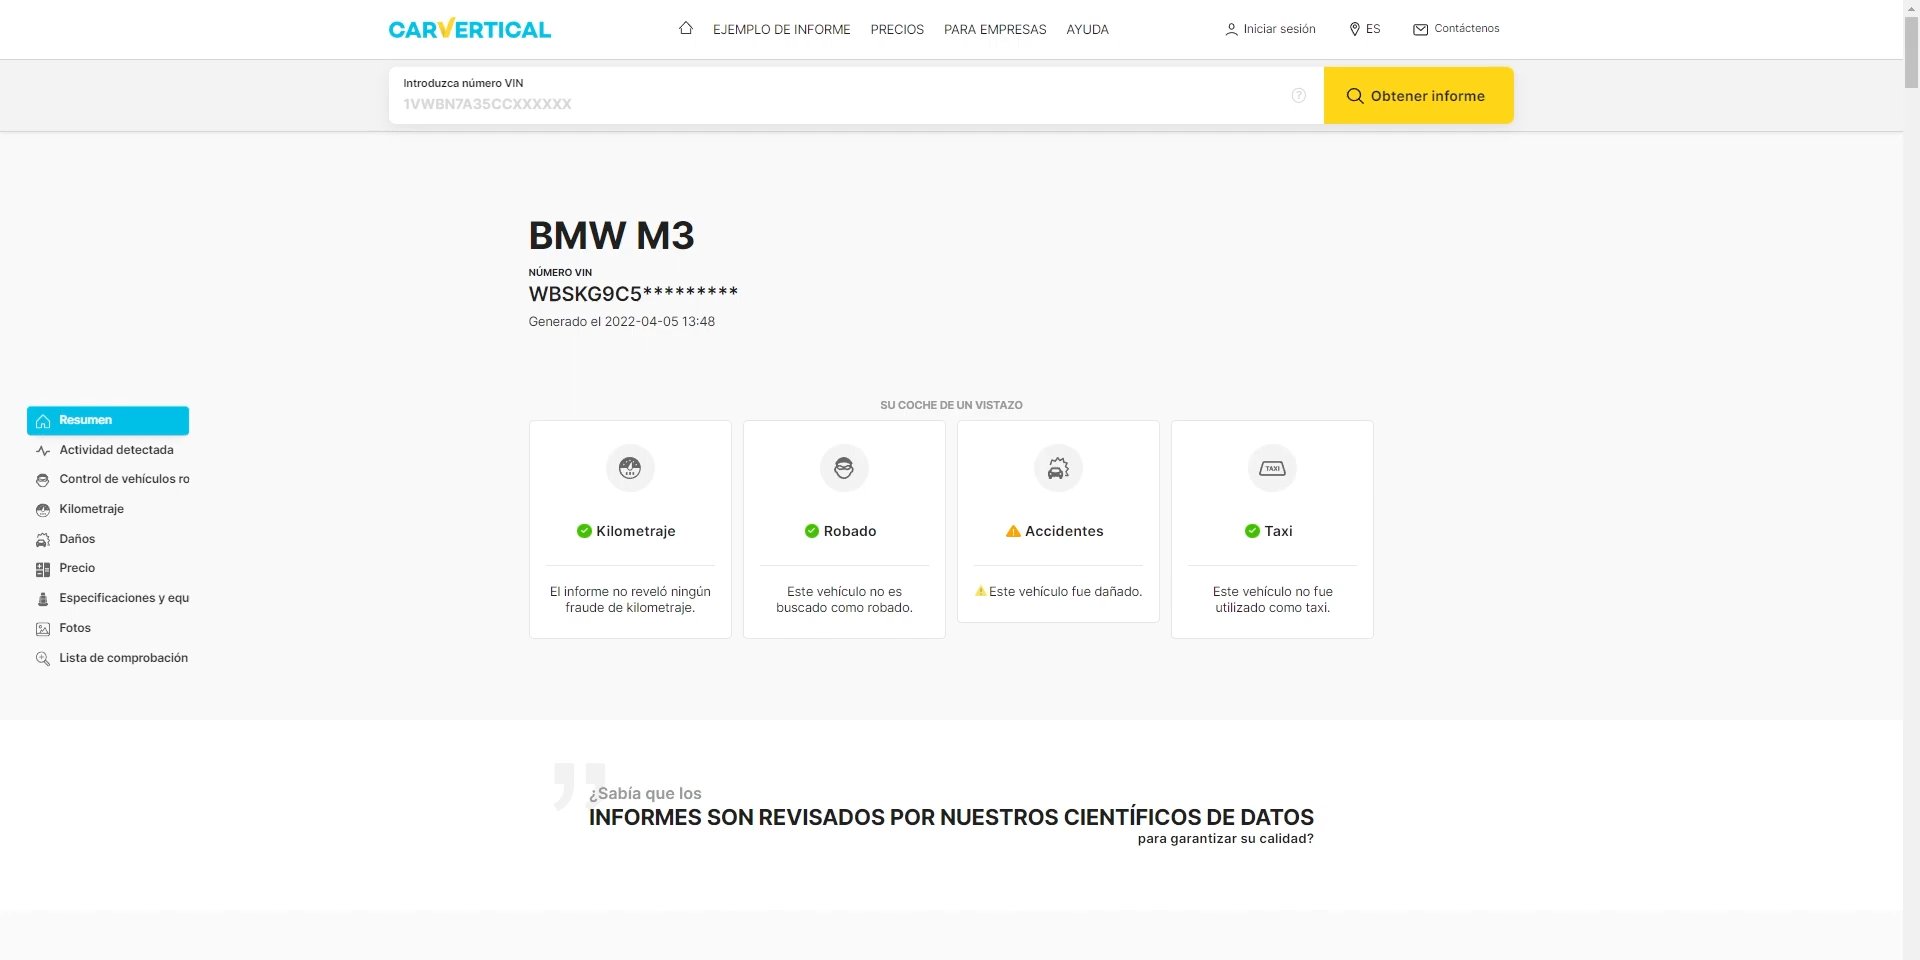 CARVERTICAL
EJEMPLO DE INFORME
PRECIOS
PARA EMPRESAS
AYUDA
Iniciar sesión
ES
Contáctenos
Introduzca número VIN
1VWBN7A35CCXXXXXX
Obtener informe
BMW M3
NÚMERO VIN
WBSKG9C5*********
Generado el 2022-04-05 13:48
Resumen
Actividad detectada
Control de vehículos ro
Kilometraje
Daños
Precio
Especificaciones y equ
Fotos
Lista de comprobación
SU COCHE DE UN VISTAZO
Kilometraje
El informe no reveló ningún
fraude de kilometraje.
Robado
Este vehículo no es
buscado como robado.
Accidentes
Este vehículo fue dañado.
TAXI
Taxi
Este vehículo no fue
utilizado como taxi.
¿Sabía que los
INFORMES SON REVISADOS POR NUESTROS CIENTÍFICOS DE DATOS
para garantizar su calidad?